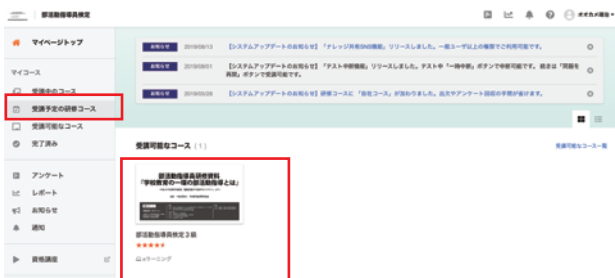 部活動指導員検定
マイページトップ
マイコース
受講中のコース
受講予定の研修コース
受講可能なコース
完了済み
アンケート
レポート
お知らせ
通知
資格講座
お知らせ 2019/08/13 【システムアップデートのお知らせ】「ナレッジ共有SNS機能」リリースしました。一般ユーザ以上の権限でご利用可能です。
お知らせ 2019/06/01 【システムアップデートのお知らせ】「テスト中断機能」リリースしました。テスト中「一時中断」ボタンで中断可能です。続きは「問題を
再開」ボタンで受講可能です。
お知らせ 2019/05/28 【システムアップデートのお知らせ】研修コースに「自社コース」が加わりました。出欠やアンケート回収の手間が省けます。
受講可能なコース (1)
受講可能なコース一覧
部活動指導員研修資料
「学校教育の一環の部活動指導とは」
部活動指導員検定3級
eラーニング